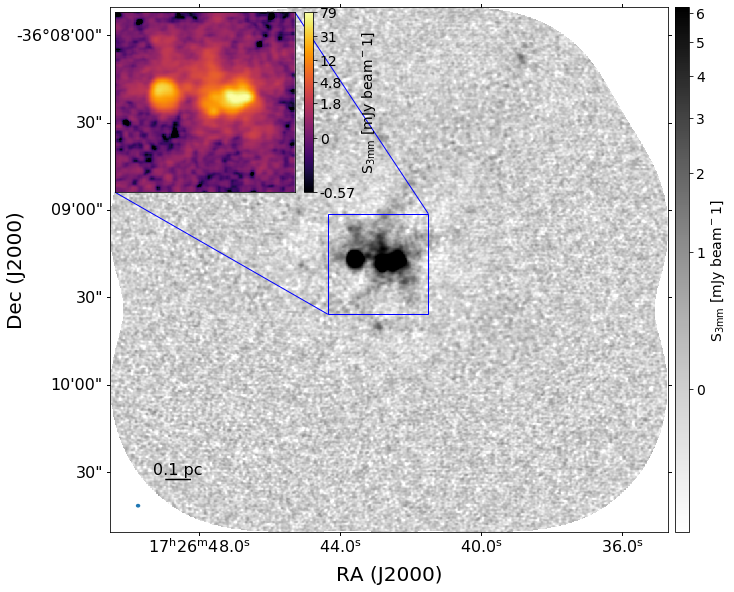 -36°08'00"
30"
09'00"
30"
10'00"
30"
Dec (J2000)
17ʰ26ᵐ48.0ˢ
44.0ˢ
40.0ˢ
36.0ˢ
RA (J2000)
79
31
12
4.8
1.8
0
-0.57
S₃ₘₘ [mJy beam⁻1]
0.1 pc
6
5
4
3
2
1
0
S₃ₘₘ [mJy beam⁻1]